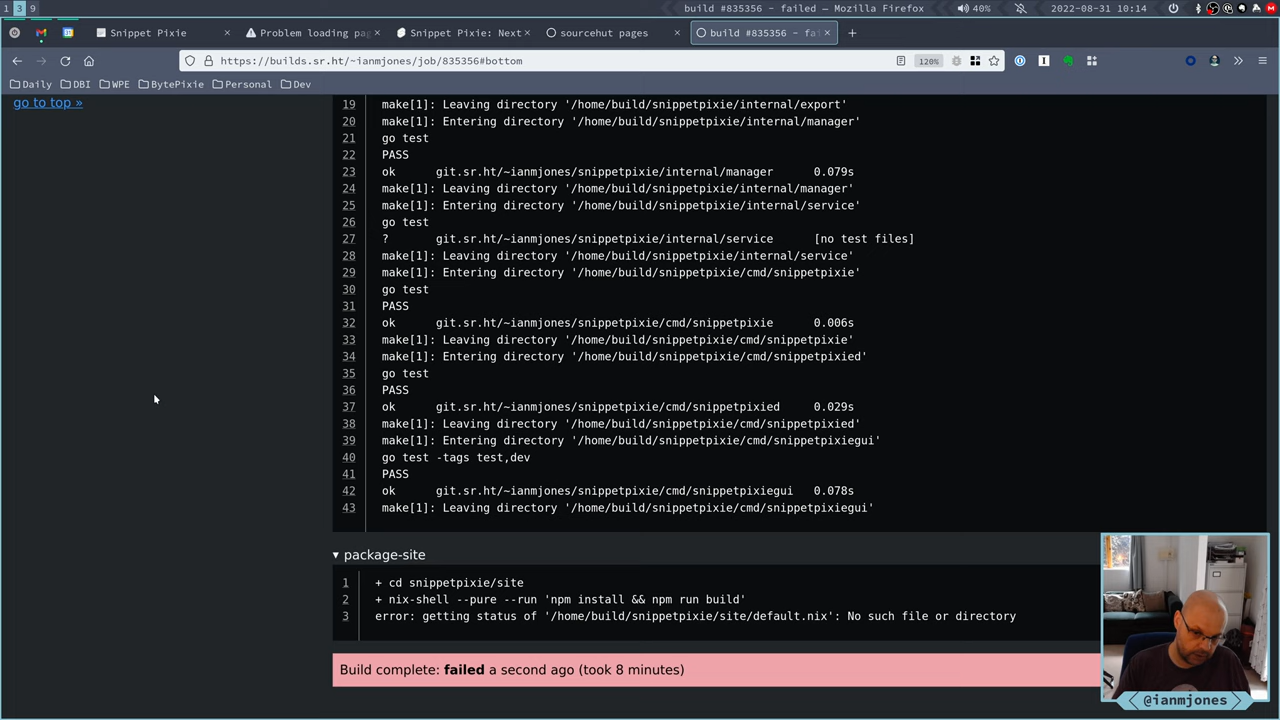 1 3 9
build #835356 - failed — Mozilla Firefox
40%
2022-08-31 10:14
Snippet Pixie
Problem loading pag
Snippet Pixie: Next
sourcehut pages
build #835356 - fai
https://builds.sr.ht/~ianmjones/job/835356#bottom
120%
Daily DBI WPE BytePixie Personal Dev
go to top »
19 make[1]: Leaving directory '/home/build/snippetpixie/internal/export'
20 make[1]: Entering directory '/home/build/snippetpixie/internal/manager'
21 go test
22 PASS
23 ok git.sr.ht/~ianmjones/snippetpixie/internal/manager 0.079s
24 make[1]: Leaving directory '/home/build/snippetpixie/internal/manager'
25 make[1]: Entering directory '/home/build/snippetpixie/internal/service'
26 go test
27 ? git.sr.ht/~ianmjones/snippetpixie/internal/service [no test files]
28 make[1]: Leaving directory '/home/build/snippetpixie/internal/service'
29 make[1]: Entering directory '/home/build/snippetpixie/cmd/snippetpixie'
30 go test
31 PASS
32 ok git.sr.ht/~ianmjones/snippetpixie/cmd/snippetpixie 0.006s
33 make[1]: Leaving directory '/home/build/snippetpixie/cmd/snippetpixie'
34 make[1]: Entering directory '/home/build/snippetpixie/cmd/snippetpixied'
35 go test
36 PASS
37 ok git.sr.ht/~ianmjones/snippetpixie/cmd/snippetpixied 0.029s
38 make[1]: Leaving directory '/home/build/snippetpixie/cmd/snippetpixied'
39 make[1]: Entering directory '/home/build/snippetpixie/cmd/snippetpixiegui'
40 go test -tags test,dev
41 PASS
42 ok git.sr.ht/~ianmjones/snippetpixie/cmd/snippetpixiegui 0.078s
43 make[1]: Leaving directory '/home/build/snippetpixie/cmd/snippetpixiegui'
package-site
1 + cd snippetpixie/site
2 + nix-shell --pure --run 'npm install && npm run build'
3 error: getting status of '/home/build/snippetpixie/site/default.nix': No such file or directory
Build complete: failed a second ago (took 8 minutes)
@ianmjones